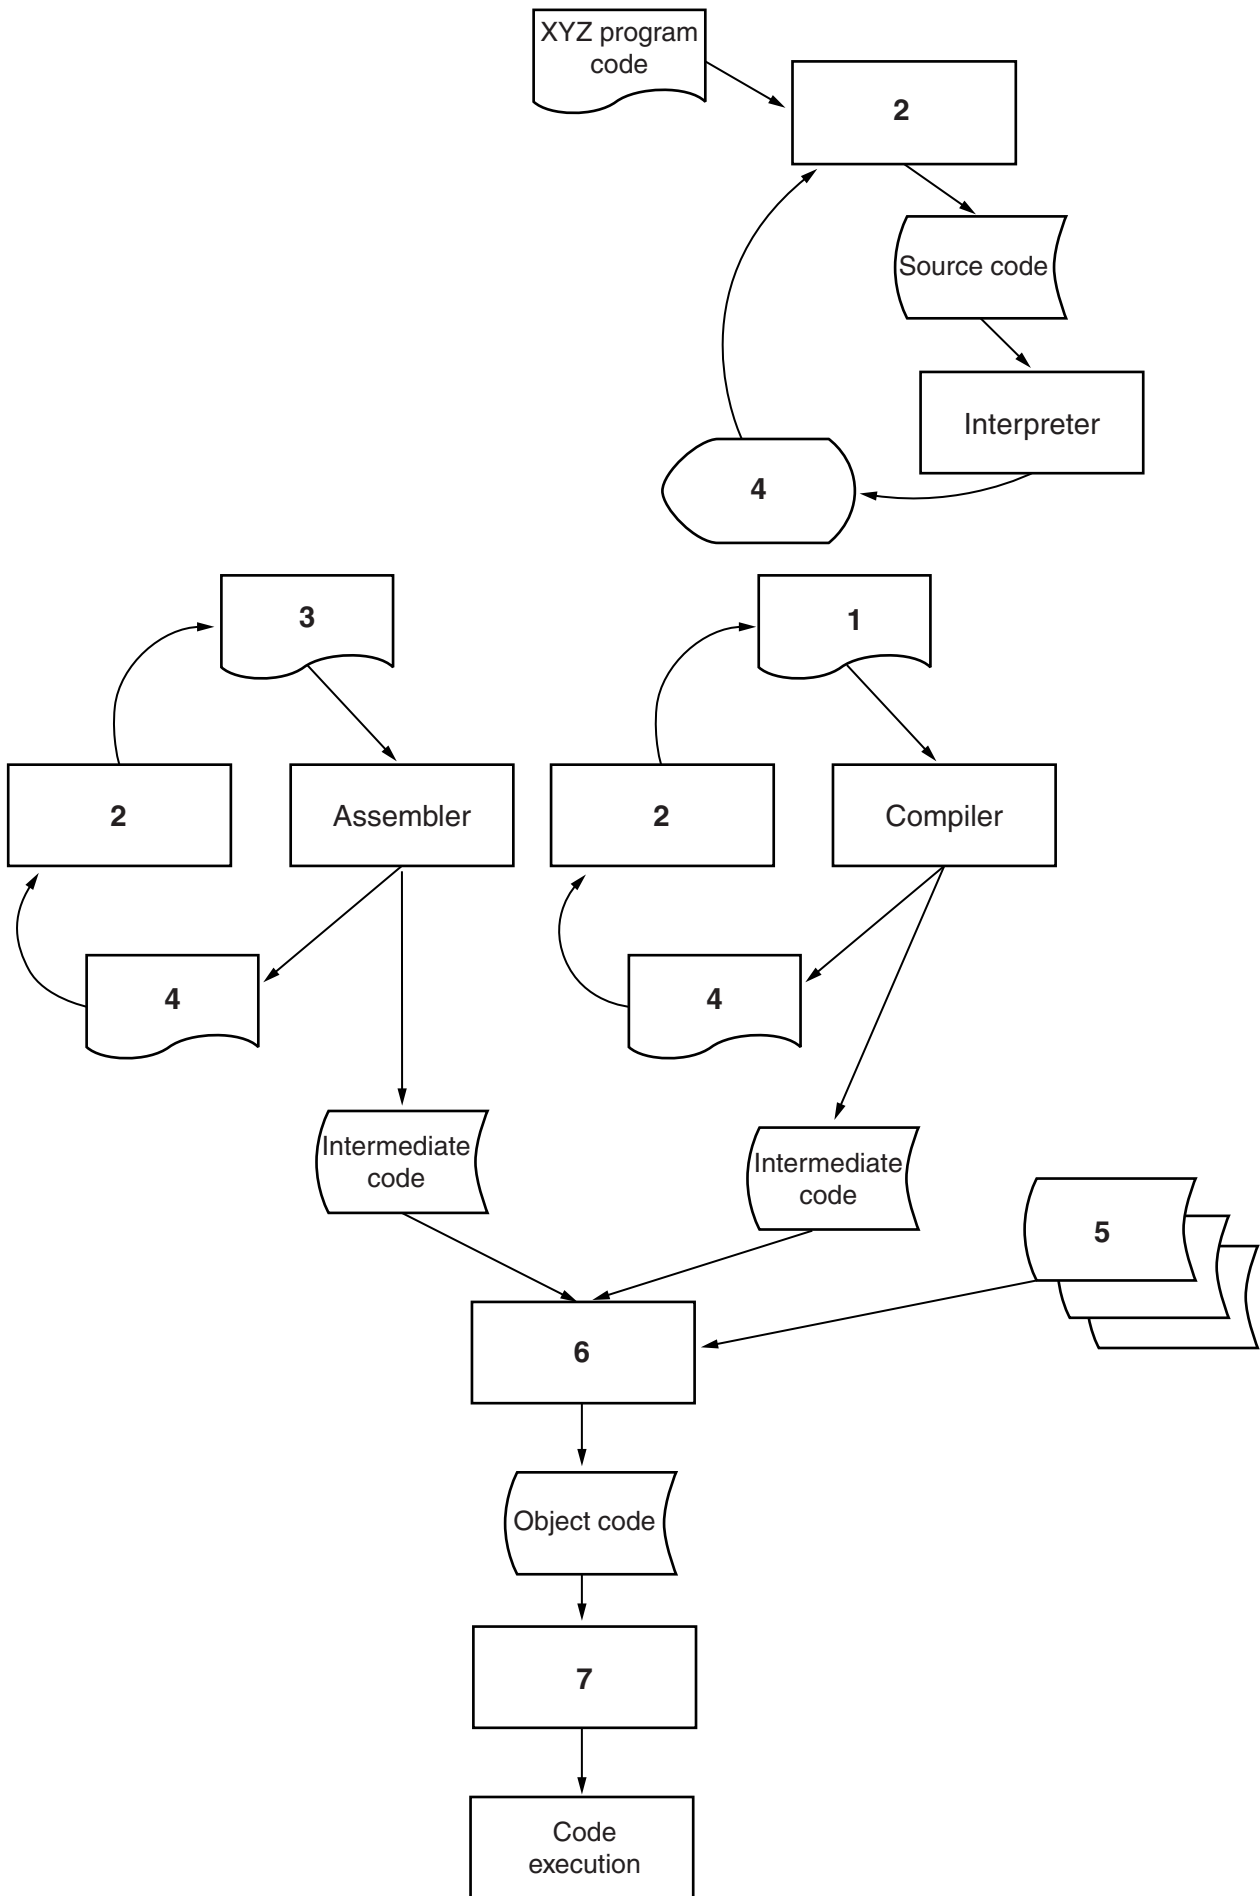 XYZ program
code
2
Source code
Interpreter
4
3
1
2
Assembler
2
Compiler
4
4
Intermediate
code
Intermediate
code
5
6
Object code
7
Code
execution